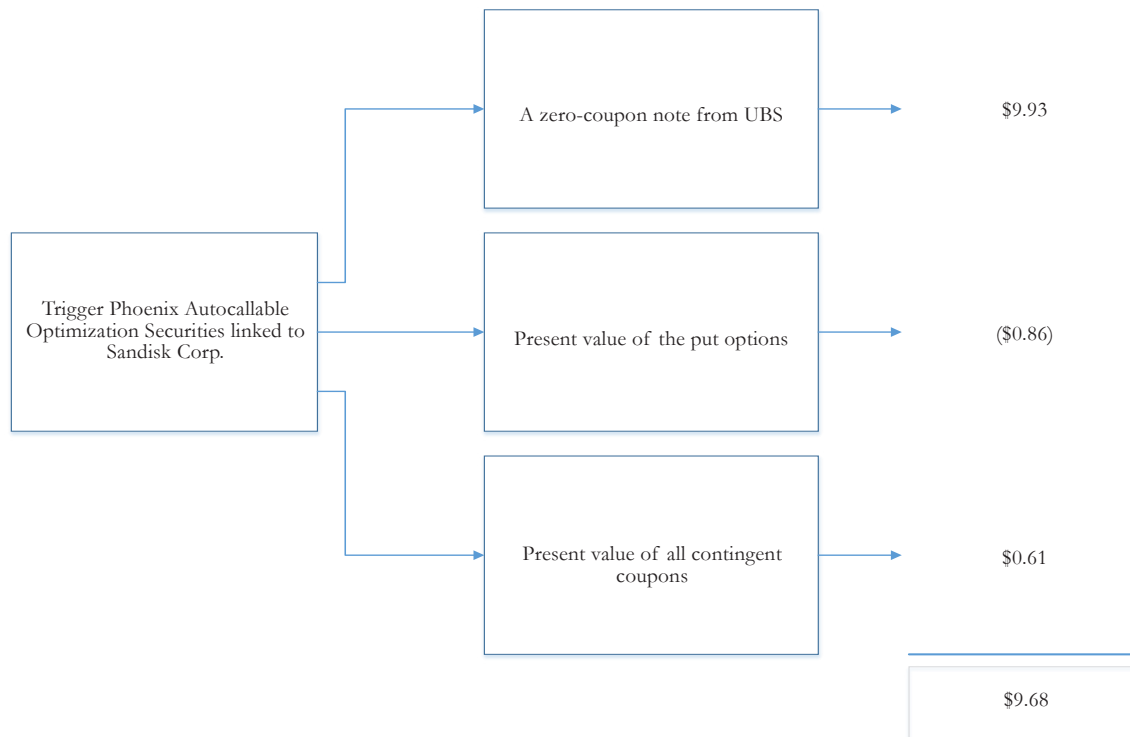 A zero-coupon note from UBS
$9.93
Trigger Phoenix Autocallable
Optimization Securities linked to
Sandisk Corp.
Present value of the put options
($0.86)
Present value of all contingent
coupons
$0.61
$9.68